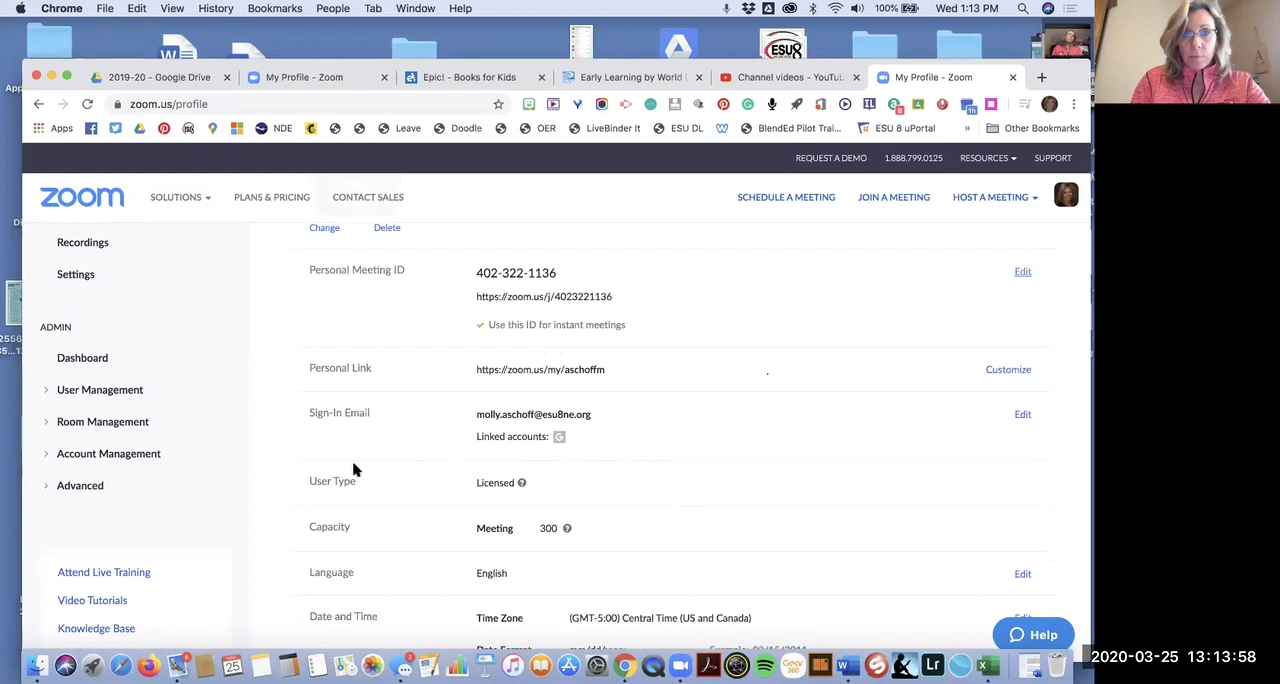 Chrome File Edit View History Bookmarks People Tab Window Help 100% Wed 1:13 PM
ESU8
2019-20 - Google Drive My Profile - Zoom Epic! - Books for Kids Early Learning by World Channel videos - YouTu My Profile - Zoom
zoom.us/profile
Apps NDE Leave Doodle OER LiveBinder It ESU DL BlendEd Pilot Trai... ESU 8 uPortal » Other Bookmarks
REQUEST A DEMO 1.888.799.0125 RESOURCES SUPPORT
zoom SOLUTIONS PLANS & PRICING CONTACT SALES SCHEDULE A MEETING JOIN A MEETING HOST A MEETING
Change Delete
Recordings
Settings
ADMIN
Dashboard
User Management
Room Management
Account Management
Advanced
Attend Live Training
Video Tutorials
Knowledge Base
Personal Meeting ID 402-322-1136 Edit
https://zoom.us/j/4023221136
Use this ID for instant meetings
Personal Link https://zoom.us/my/aschoffm Customize
Sign-In Email molly.aschoff@esu8ne.org Edit
Linked accounts: G
User Type Licensed
Capacity Meeting 300
Language English Edit
Date and Time Time Zone (GMT-5:00) Central Time (US and Canada)
Help
2020-03-25 13:13:58